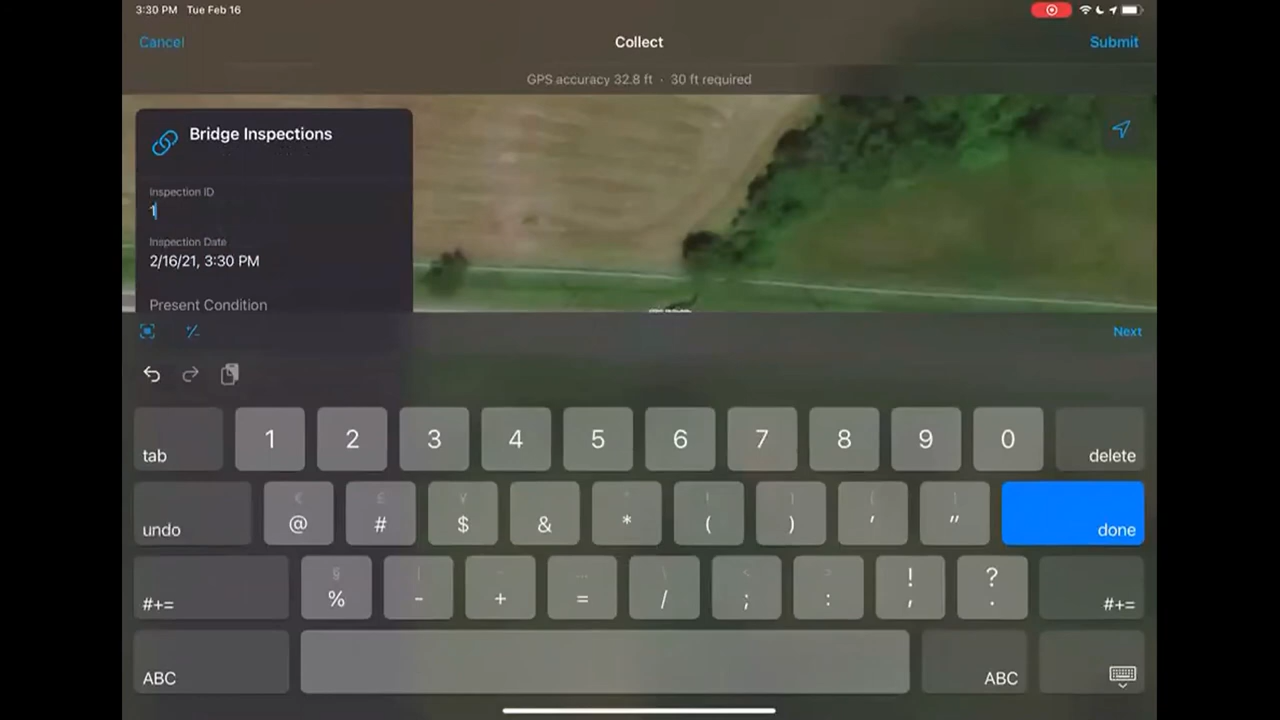 3:30 PM Tue Feb 16
Cancel
Collect
Submit
GPS accuracy 32.8 ft · 30 ft required
Bridge Inspections
Inspection ID
1
Inspection Date
2/16/21, 3:30 PM
Present Condition
Next
tab
1 2 3 4 5 6 7 8 9 0
delete
undo
@ # $ & * ( ) ' "
done
#+=
% - + = / ; : ! , ? .
#+=
ABC
ABC